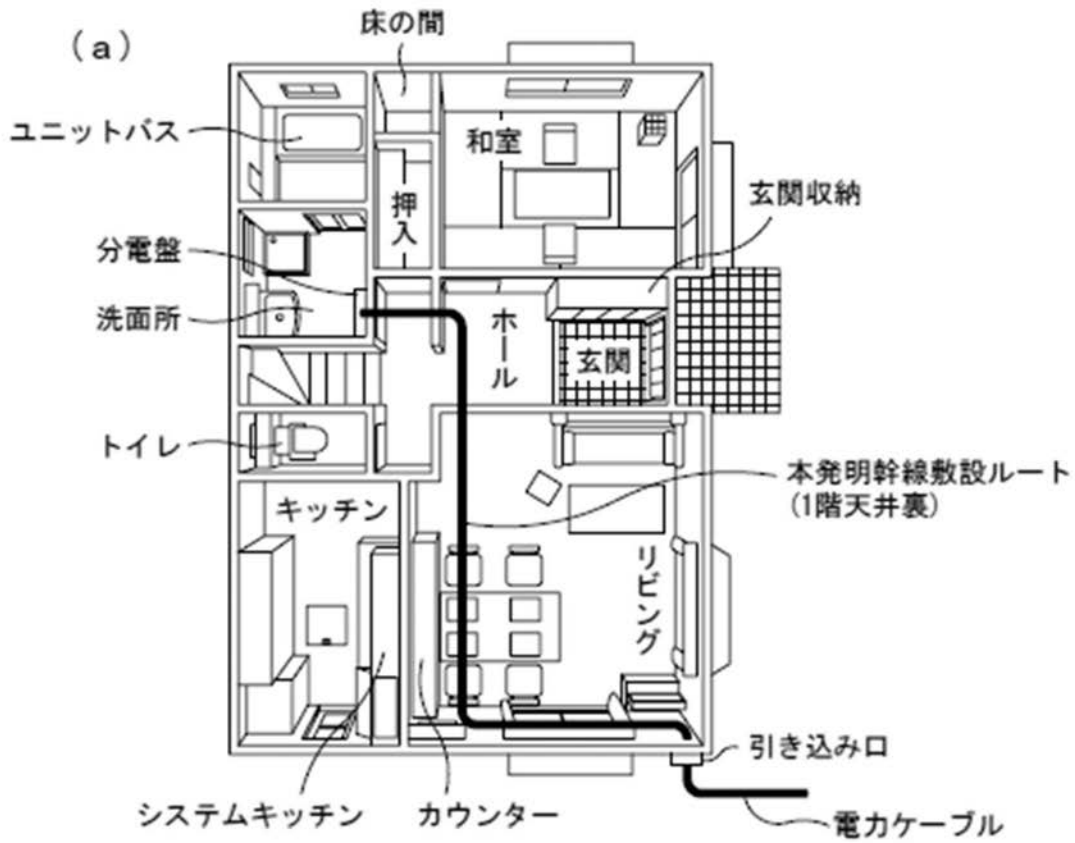 (a)
床の間
ユニットバス
和室
押入
玄関収納
分電盤
洗面所
ホール
玄関
トイレ
本発明幹線敷設ルート
(1階天井裏)
キッチン
リビング
引き込み口
システムキッチン
カウンター
電力ケーブル